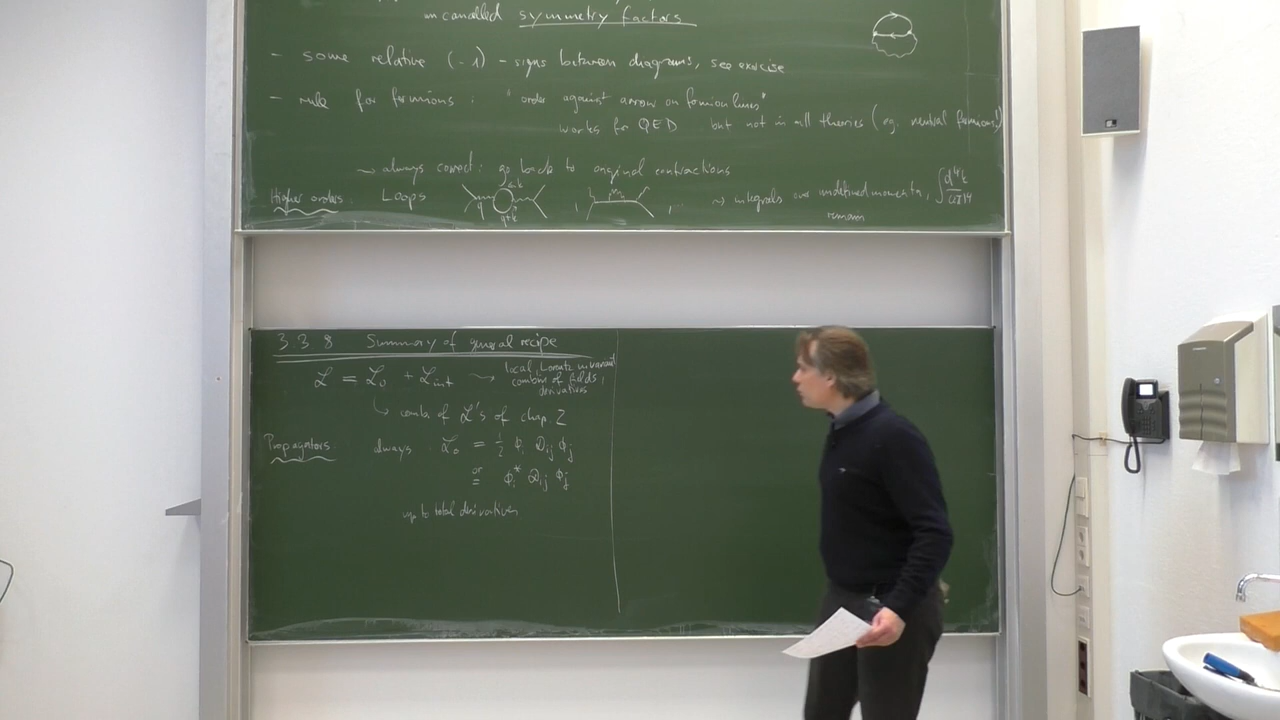 uncancelled symmetry factors
- some relative (-1) - signs between diagrams, see exercise
- rule for fermions : "order against arrow on fermion lines"
works for QED but not in all theories (e.g. neutral fermions!)
~> always correct: go back to original contractions
Higher orders Loops q q+k ~> integrals over undefined momenta, ∫ d⁴k/(2π)⁴
remain
3.3.8 Summary of general recipe
ℒ = ℒ₀ + ℒint ~> local, Lorentz invariant
combin of fields,
derivatives
↳ combi of ℒ's of chap. 2
Propagators always ℒ₀ = ½ ϕi Dij ϕj
or
= ϕi* Dij ϕj
up to total derivatives